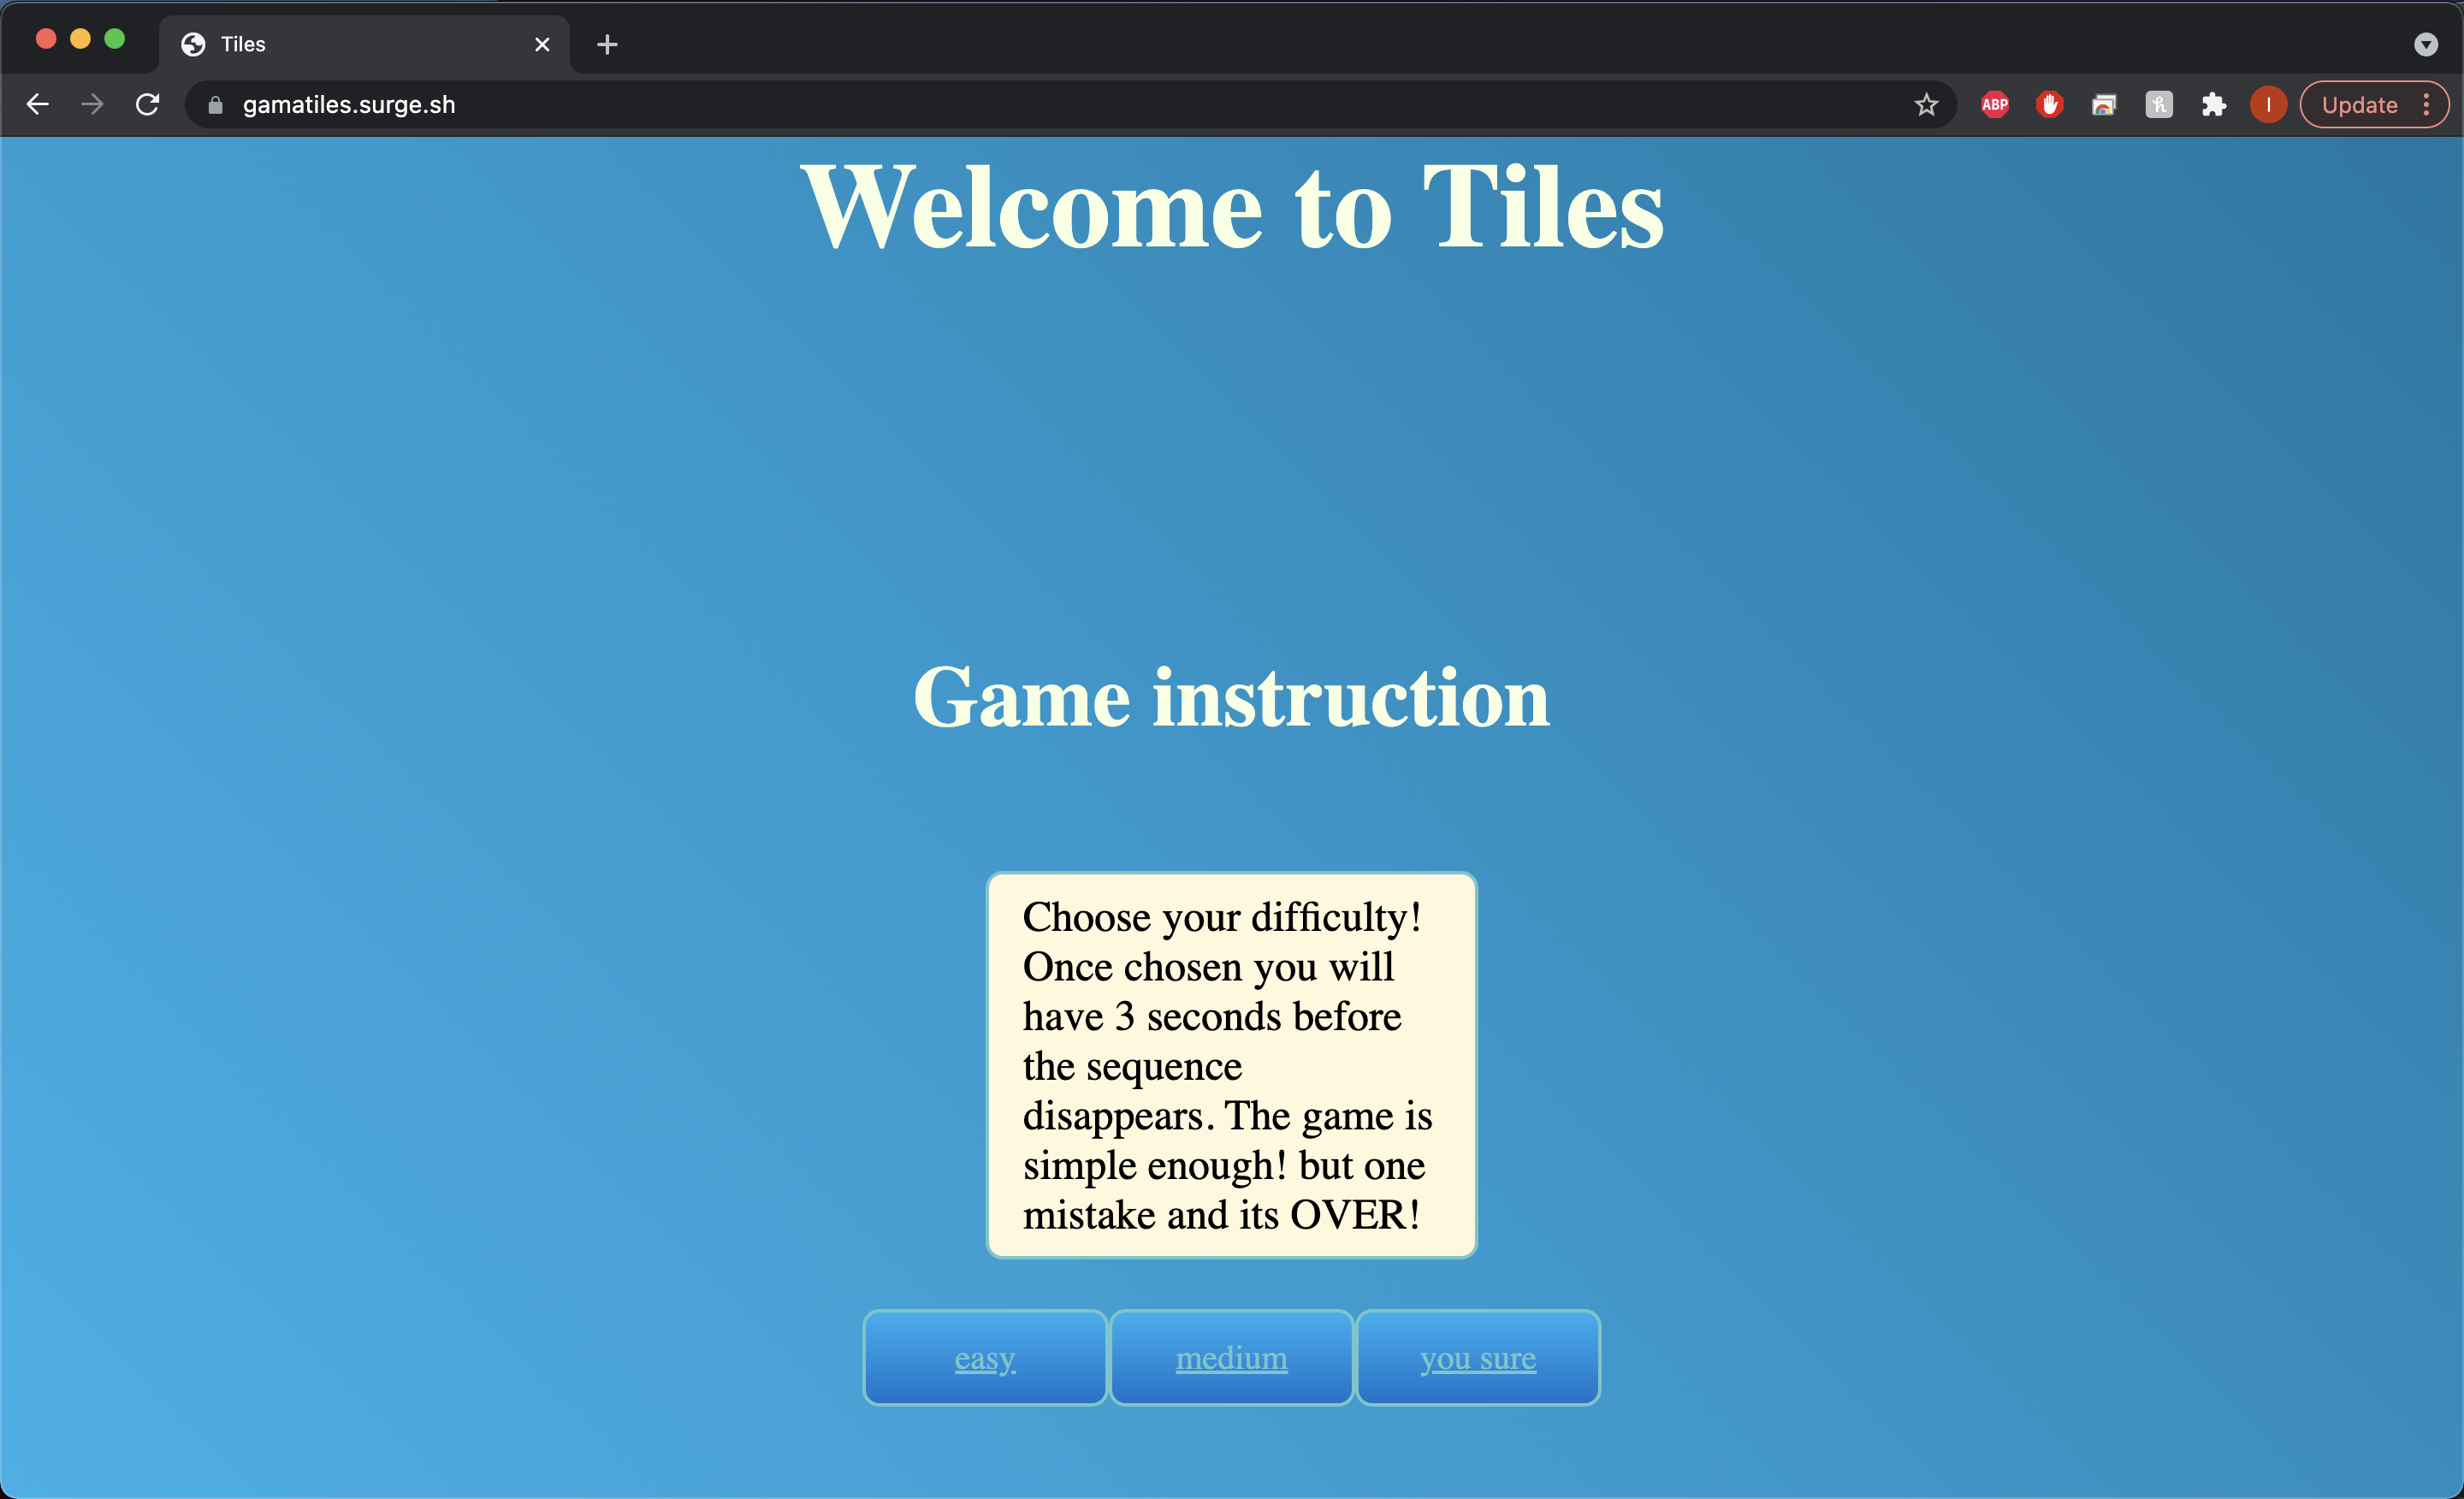 Tiles
gamatiles.surge.sh
ABP
I
Update
Welcome to Tiles
Game instruction
Choose your difficulty!
Once chosen you will
have 3 seconds before
the sequence
disappears. The game is
simple enough! but one
mistake and its OVER!
easy
medium
you sure